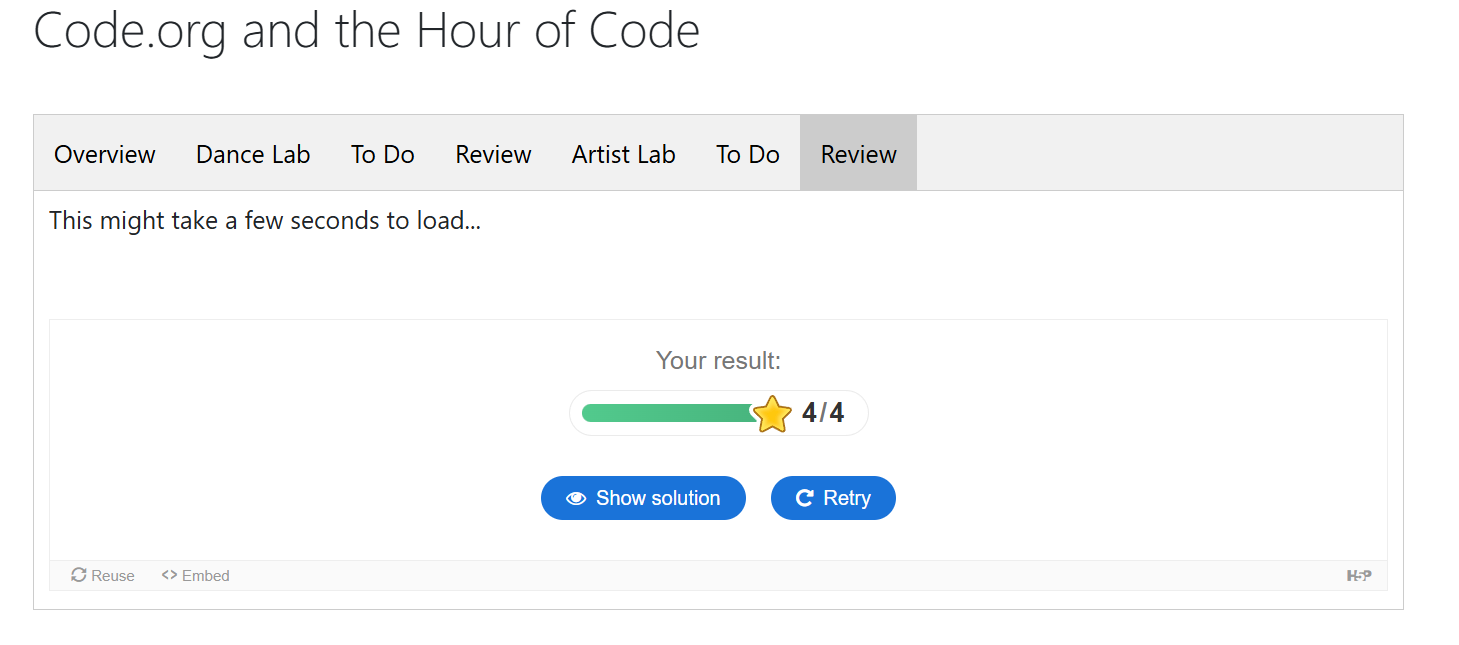 Code.org and the Hour of Code
Overview Dance Lab To Do Review Artist Lab To Do Review
This might take a few seconds to load...
Your result:
4/4
Show solution Retry
Reuse <> Embed H5P